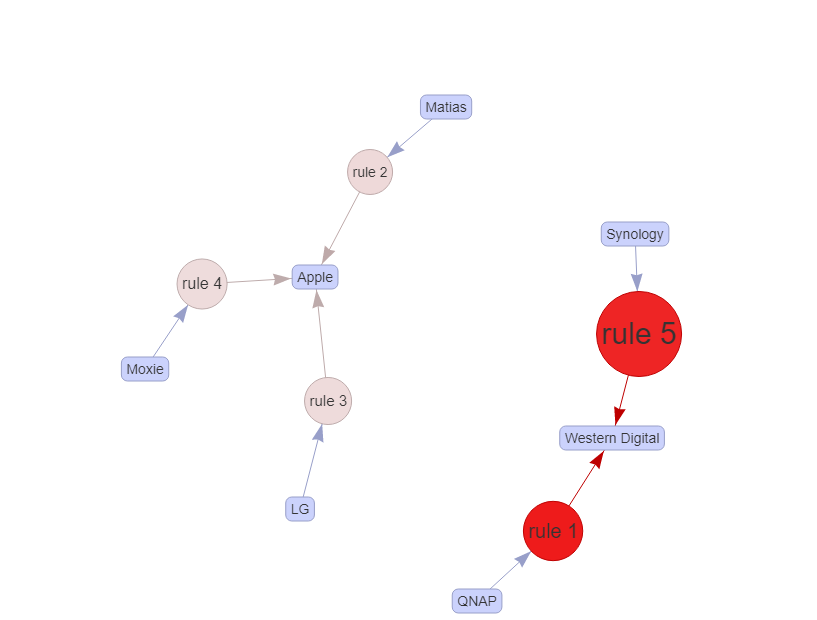 Matias
rule 2
Synology
Apple
rule 4
rule 5
Moxie
rule 3
Western Digital
LG
rule 1
QNAP